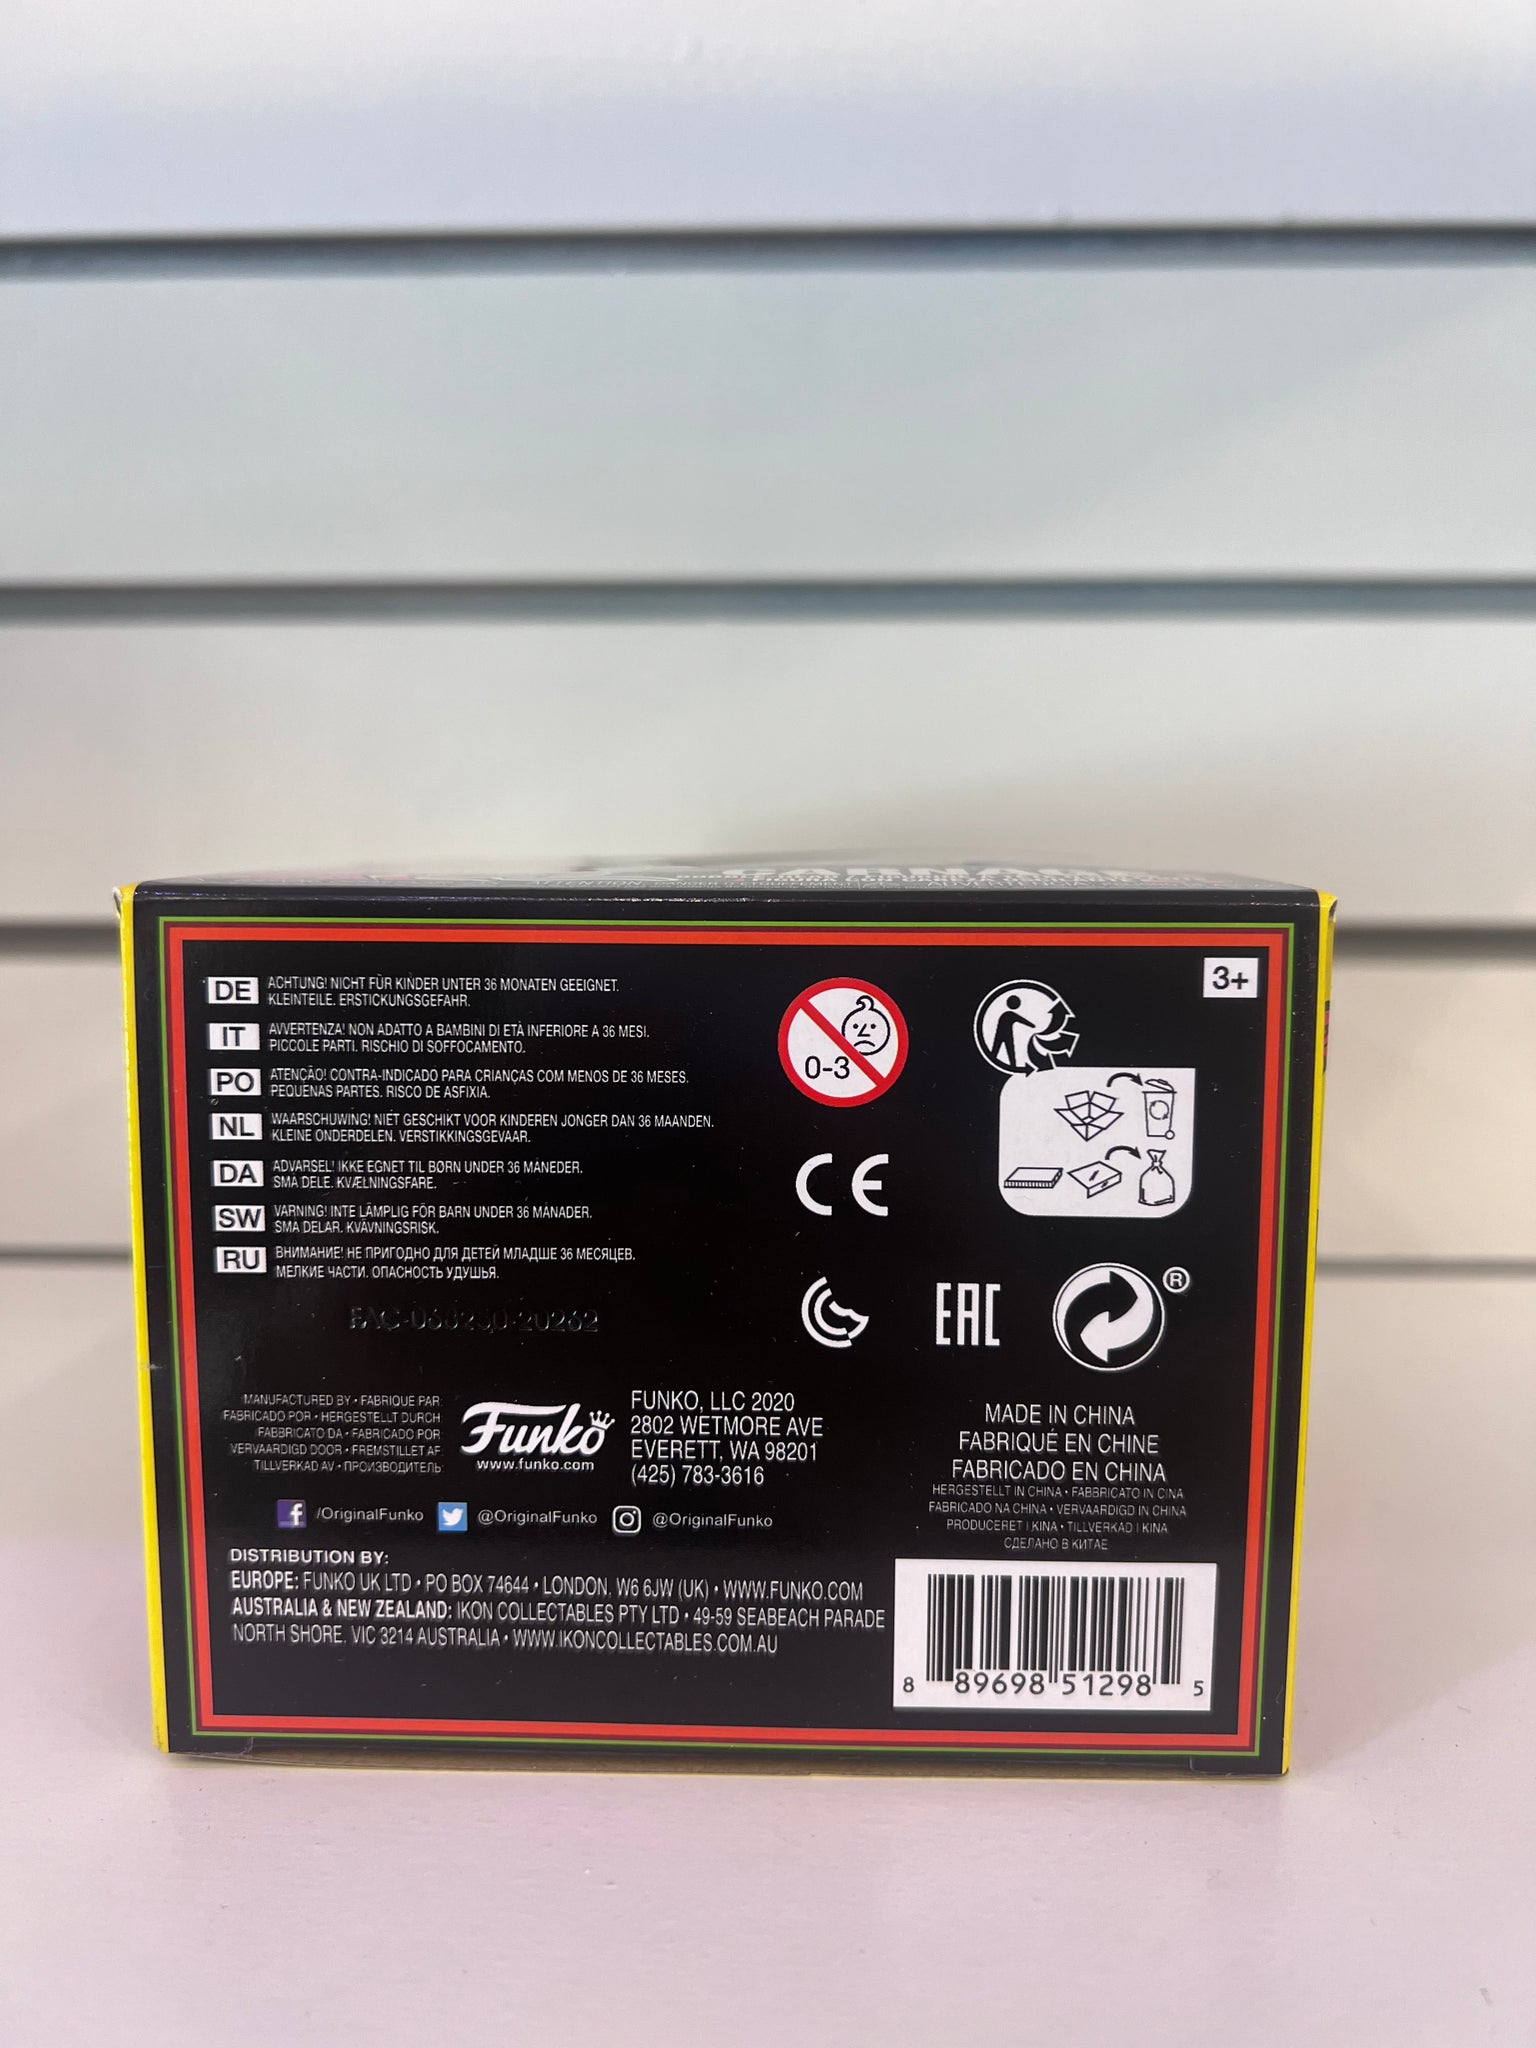 DE ACHTUNG! NICHT FÜR KINDER UNTER 36 MONATEN GEEIGNET.
KLEINTEILE. ERSTICKUNGSGEFAHR.
IT AVVERTENZA! NON ADATTO A BAMBINI DI ETÀ INFERIORE A 36 MESI.
PICCOLE PARTI. RISCHIO DI SOFFOCAMENTO.
PO ATENÇÃO! CONTRA-INDICADO PARA CRIANÇAS COM MENOS DE 36 MESES.
PEQUENAS PARTES. RISCO DE ASFIXIA.
NL WAARSCHUWING! NIET GESCHIKT VOOR KINDEREN JONGER DAN 36 MAANDEN.
KLEINE ONDERDELEN. VERSTIKKINGSGEVAAR.
DA ADVARSEL! IKKE EGNET TIL BØRN UNDER 36 MÅNEDER.
SMA DELE. KVÆLNINGSFARE.
SW VARNING! INTE LÄMPLIG FÖR BARN UNDER 36 MÅNADER.
SMA DELAR. KVÄVNINGSRISK.
RU ВНИМАНИЕ! НЕ ПРИГОДНО ДЛЯ ДЕТЕЙ МЛАДШЕ 36 МЕСЯЦЕВ.
МЕЛКИЕ ЧАСТИ. ОПАСНОСТЬ УДУШЬЯ.
0-3
3+
CE
EAC
®
MANUFACTURED BY • FABRIQUE PAR:
FABRICADO POR • HERGESTELLT DURCH:
FABBRICATO DA • FABRICADO POR:
VERVAARDIGD DOOR • FREMSTILLET AF:
TILLVERKAD AV • ПРОИЗВОДИТЕЛЬ:
Funko
www.funko.com
FUNKO, LLC 2020
2802 WETMORE AVE
EVERETT, WA 98201
(425) 783-3616
/OriginalFunko @OriginalFunko @OriginalFunko
MADE IN CHINA
FABRIQUÉ EN CHINE
FABRICADO EN CHINA
HERGESTELLT IN CHINA • FABBRICATO IN CINA
FABRICADO NA CHINA • VERVAARDIGD IN CHINA
PRODUCERET I KINA • TILLVERKAD I KINA
СДЕЛАНО В КИТАЕ
DISTRIBUTION BY:
EUROPE: FUNKO UK LTD • PO BOX 74644 • LONDON. W6 6JW (UK) • WWW.FUNKO.COM
AUSTRALIA & NEW ZEALAND: IKON COLLECTABLES PTY LTD • 49-59 SEABEACH PARADE
NORTH SHORE. VIC 3214 AUSTRALIA • WWW.IKONCOLLECTABLES.COM.AU
8 89698 51298 5